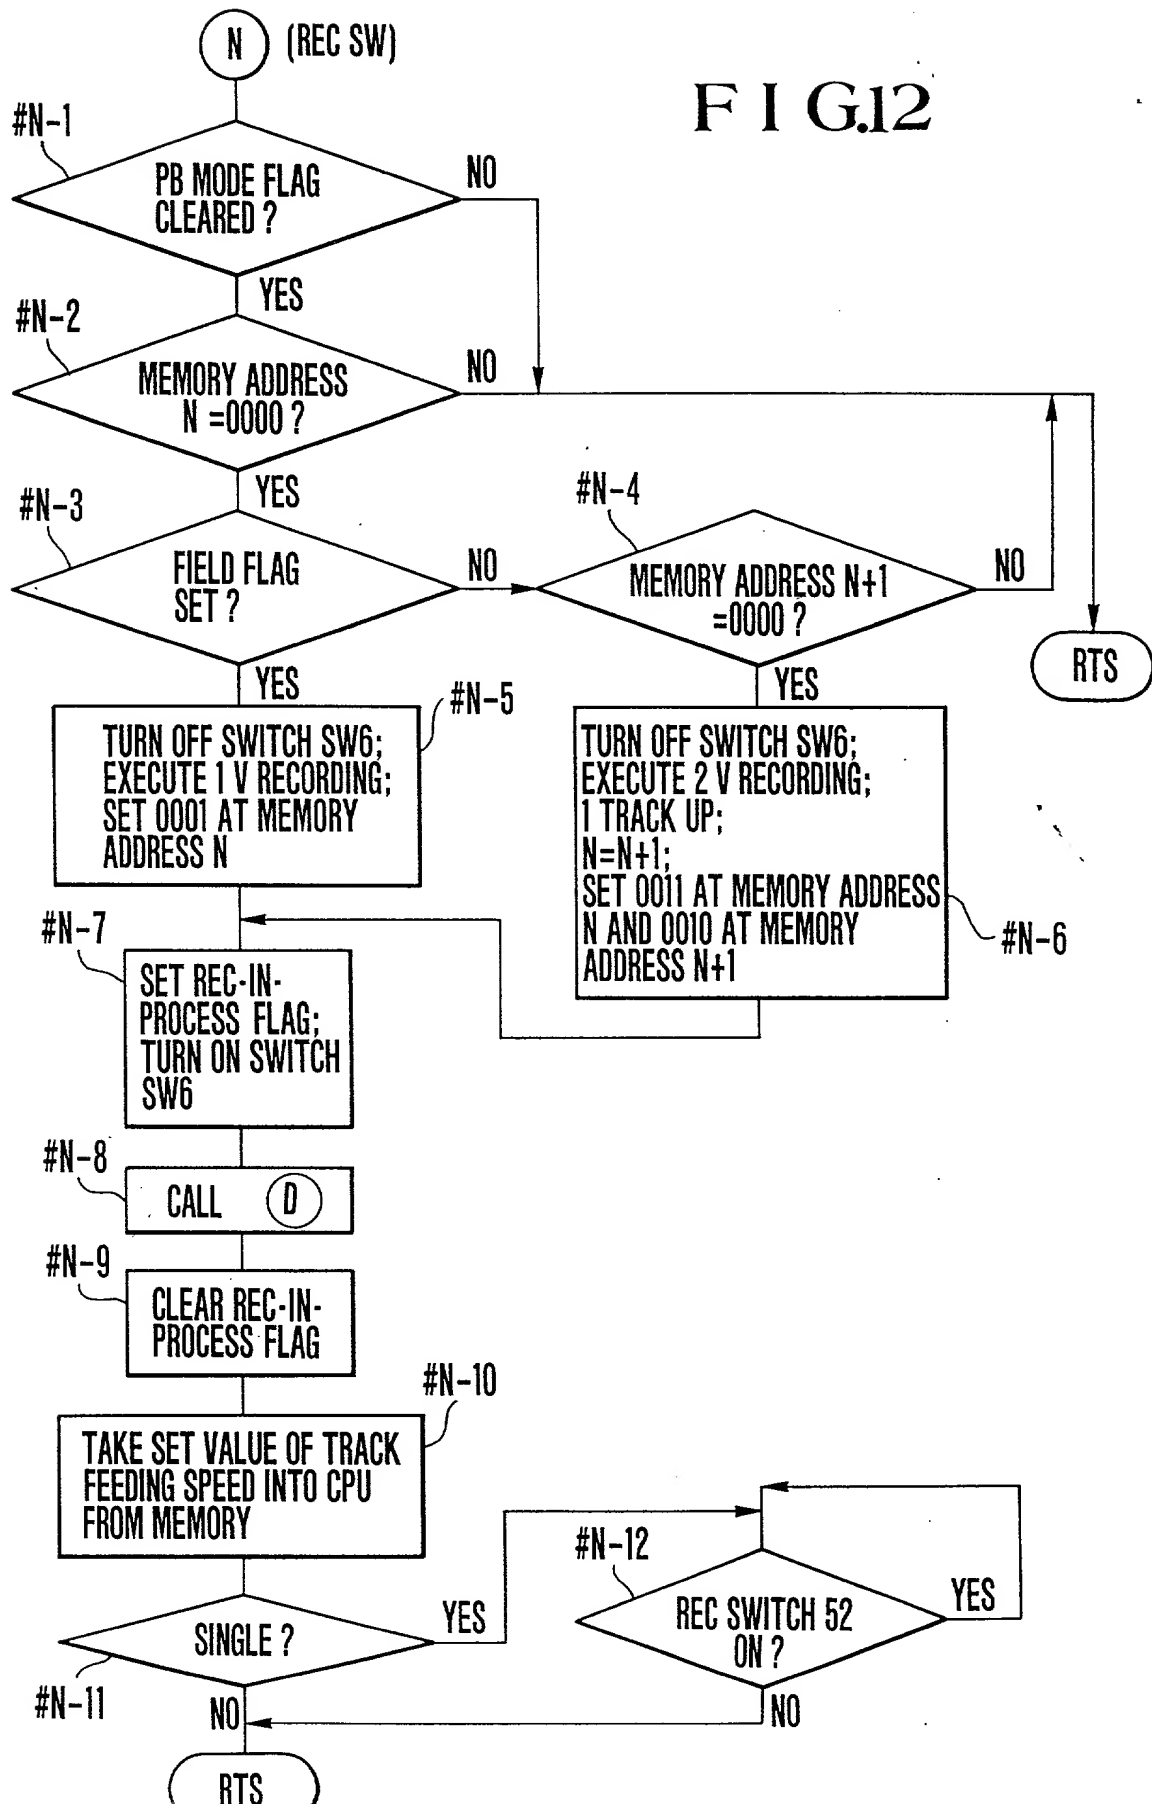 N (REC SW)
FIG.12
#N-1
PB MODE FLAG
CLEARED ?
NO
YES
#N-2
MEMORY ADDRESS
N =0000 ?
NO
YES
#N-3
FIELD FLAG
SET ?
NO
YES
#N-4
MEMORY ADDRESS N+1
=0000 ?
NO
YES
RTS
#N-5
TURN OFF SWITCH SW6;
EXECUTE 1 V RECORDING;
SET 0001 AT MEMORY
ADDRESS N
TURN OFF SWITCH SW6;
EXECUTE 2 V RECORDING;
1 TRACK UP;
N=N+1;
SET 0011 AT MEMORY ADDRESS
N AND 0010 AT MEMORY
ADDRESS N+1
#N-6
#N-7
SET REC-IN-
PROCESS FLAG;
TURN ON SWITCH
SW6
#N-8
CALL D
#N-9
CLEAR REC-IN-
PROCESS FLAG
#N-10
TAKE SET VALUE OF TRACK
FEEDING SPEED INTO CPU
FROM MEMORY
#N-11
SINGLE ?
YES
NO
#N-12
REC SWITCH 52
ON ?
YES
NO
RTS